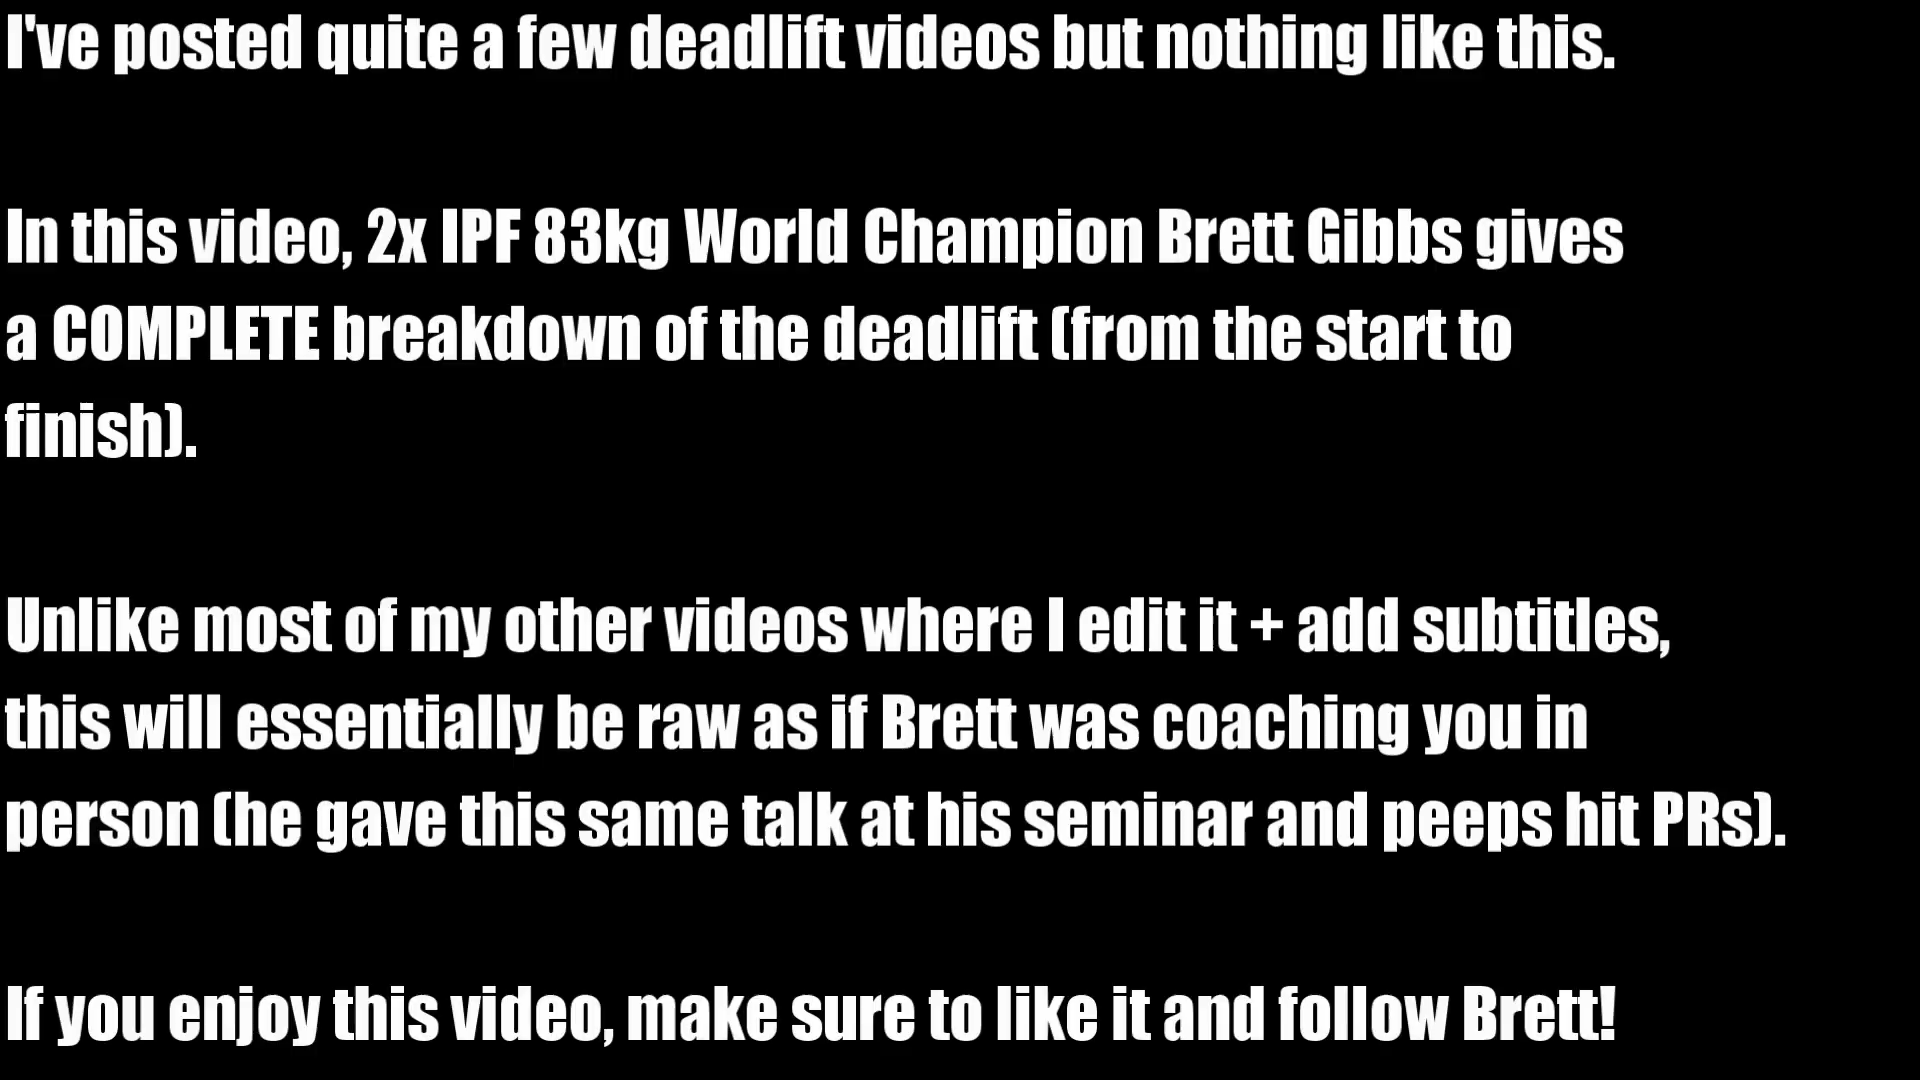 I've posted quite a few deadlift videos but nothing like this.
In this video, 2x IPF 83kg World Champion Brett Gibbs gives
a COMPLETE breakdown of the deadlift (from the start to
finish).
Unlike most of my other videos where I edit it + add subtitles,
this will essentially be raw as if Brett was coaching you in
person (he gave this same talk at his seminar and peeps hit PRs).
If you enjoy this video, make sure to like it and follow Brett!